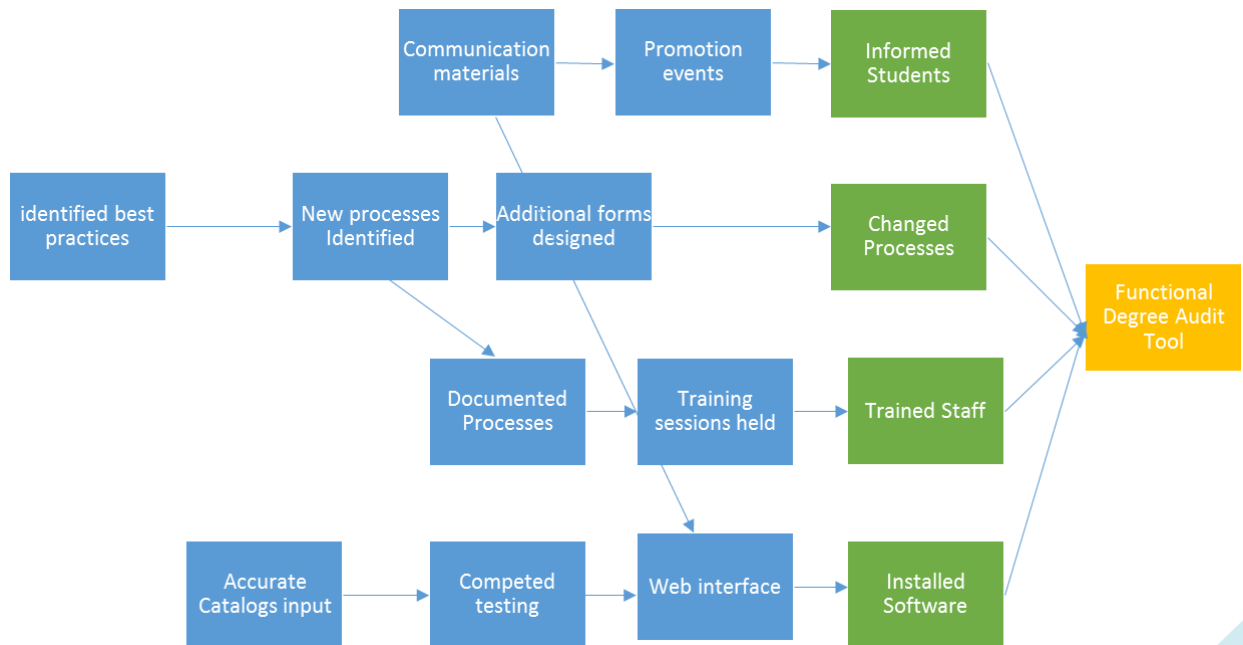 Communication
materials
Promotion
events
Informed
Students
identified best
practices
New processes
Identified
Additional forms
designed
Changed
Processes
Functional
Degree Audit
Tool
Documented
Processes
Training
sessions held
Trained Staff
Accurate
Catalogs input
Competed
testing
Web interface
Installed
Software